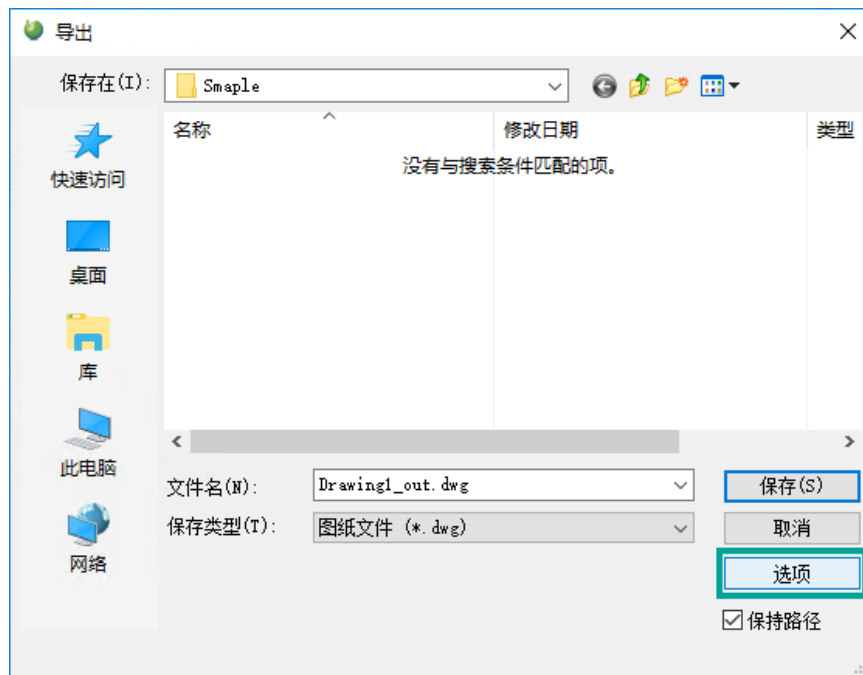 导出
保存在(I): Smaple
名称 修改日期 类型
没有与搜索条件匹配的项。
快速访问
桌面
库
此电脑
网络
文件名(N): Drawing1_out.dwg 保存(S)
保存类型(T): 图纸文件 (*.dwg) 取消
选项
保持路径